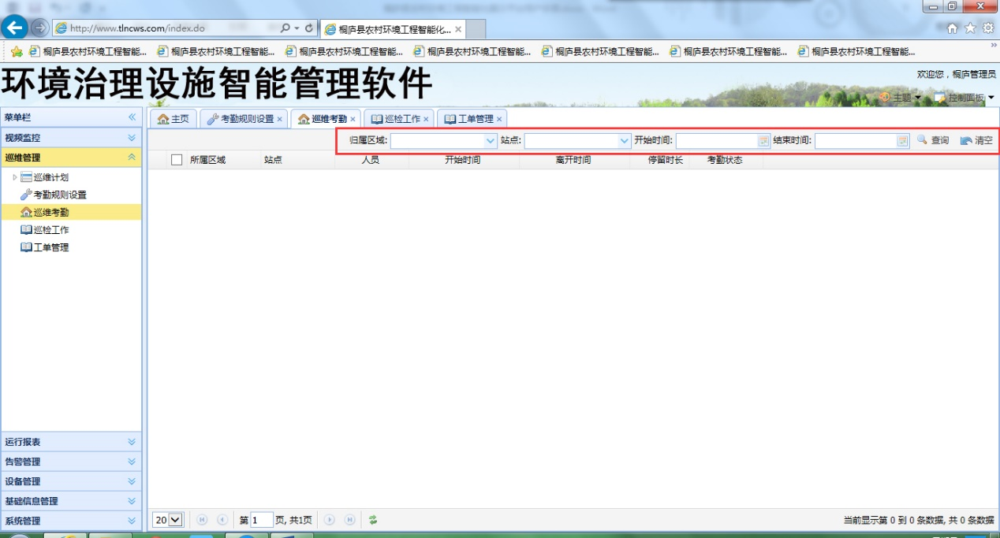 http://www.tlncws.com/index.do
桐庐县农村环境工程智能化...
桐庐县农村环境工程智能... 桐庐县农村环境工程智能... 桐庐县农村环境工程智能... 桐庐县农村环境工程智能... 桐庐县农村环境工程智能... 桐庐县农村环境工程智能... 桐庐县农村环境工程智能...
环境治理设施智能管理软件
欢迎您，桐庐管理员
主题 控制面板
菜单栏
主页 考勤规则设置 巡维考勤 巡检工作 工单管理
视频监控
归属区域: 站点: 开始时间: 结束时间: 查询 清空
巡维管理
所属区域 站点 人员 开始时间 离开时间 停留时长 考勤状态
巡维计划
考勤规则设置
巡维考勤
巡检工作
工单管理
运行报表
告警管理
设备管理
基础信息管理
系统管理
20 第 1 页, 共1页
当前显示第 0 到 0 条数据, 共 0 条数据